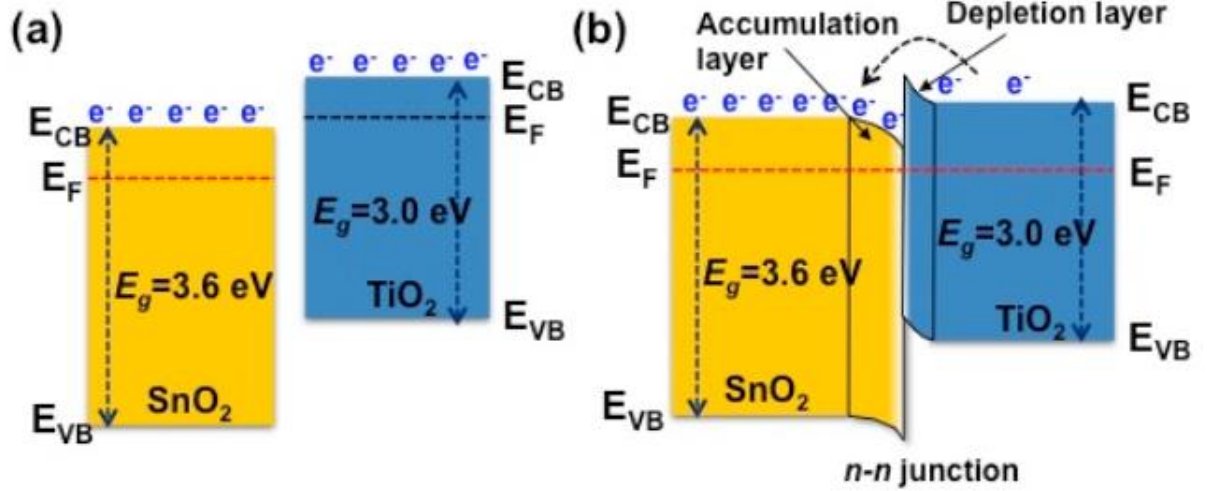 (a)
e⁻ e⁻ e⁻ e⁻ e⁻
E_CB
e⁻ e⁻ e⁻ e⁻ e⁻
E_CB
E_F
E_F
E_g=3.0 eV
E_g=3.6 eV
TiO₂
E_VB
SnO₂
E_VB
(b)
Accumulation
layer
Depletion layer
e⁻ e⁻ e⁻ e⁻ e⁻ e⁻ e⁻
e⁻ e⁻
E_CB
E_CB
E_F
E_F
E_g=3.0 eV
E_g=3.6 eV
TiO₂
E_VB
SnO₂
E_VB
n-n junction